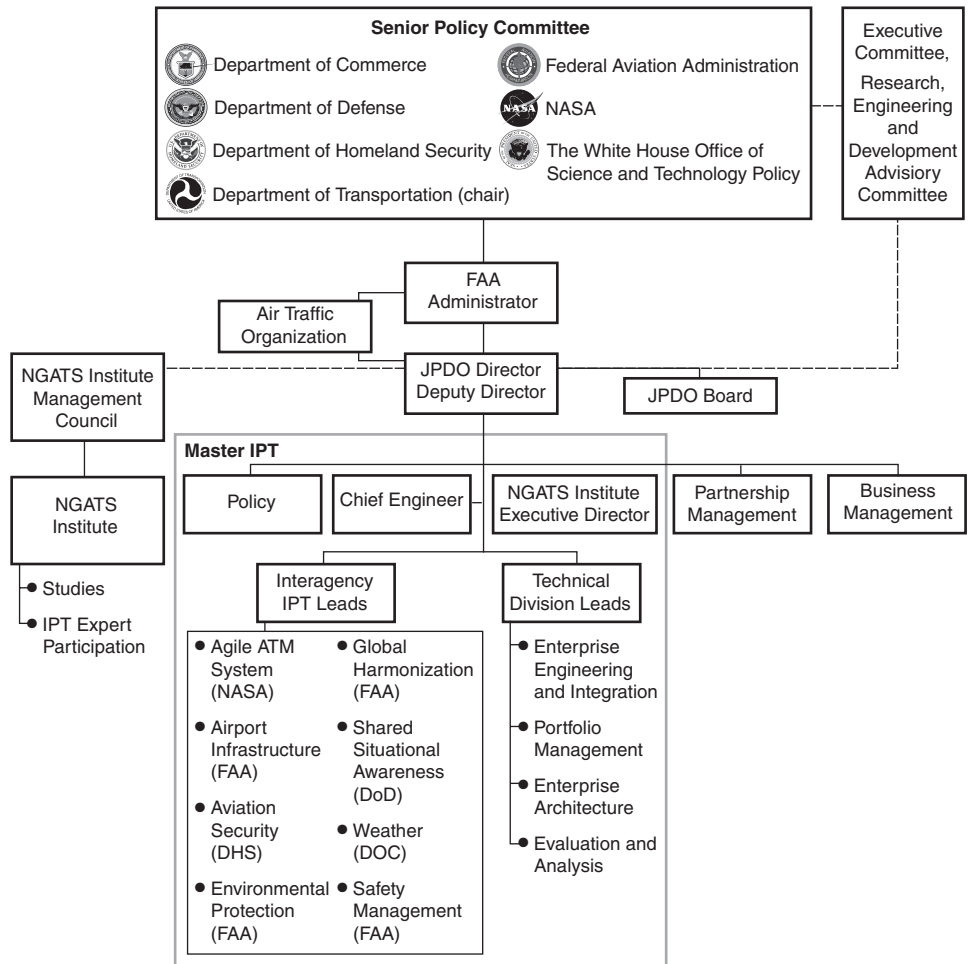 Senior Policy Committee
Department of Commerce
Department of Defense
Department of Homeland Security
Department of Transportation (chair)
Federal Aviation Administration
NASA
NASA
The White House Office of
Science and Technology Policy
Executive
Committee,
Research,
Engineering
and
Development
Advisory
Committee
FAA
Administrator
Air Traffic
Organization
JPDO Director
Deputy Director
JPDO Board
NGATS Institute
Management
Council
NGATS
Institute
Studies
IPT Expert
Participation
Master IPT
Policy
Chief Engineer
NGATS Institute
Executive Director
Partnership
Management
Business
Management
Interagency
IPT Leads
Agile ATM
System
(NASA)
Airport
Infrastructure
(FAA)
Aviation
Security
(DHS)
Environmental
Protection
(FAA)
Global
Harmonization
(FAA)
Shared
Situational
Awareness
(DoD)
Weather
(DOC)
Safety
Management
(FAA)
Technical
Division Leads
Enterprise
Engineering
and Integration
Portfolio
Management
Enterprise
Architecture
Evaluation and
Analysis